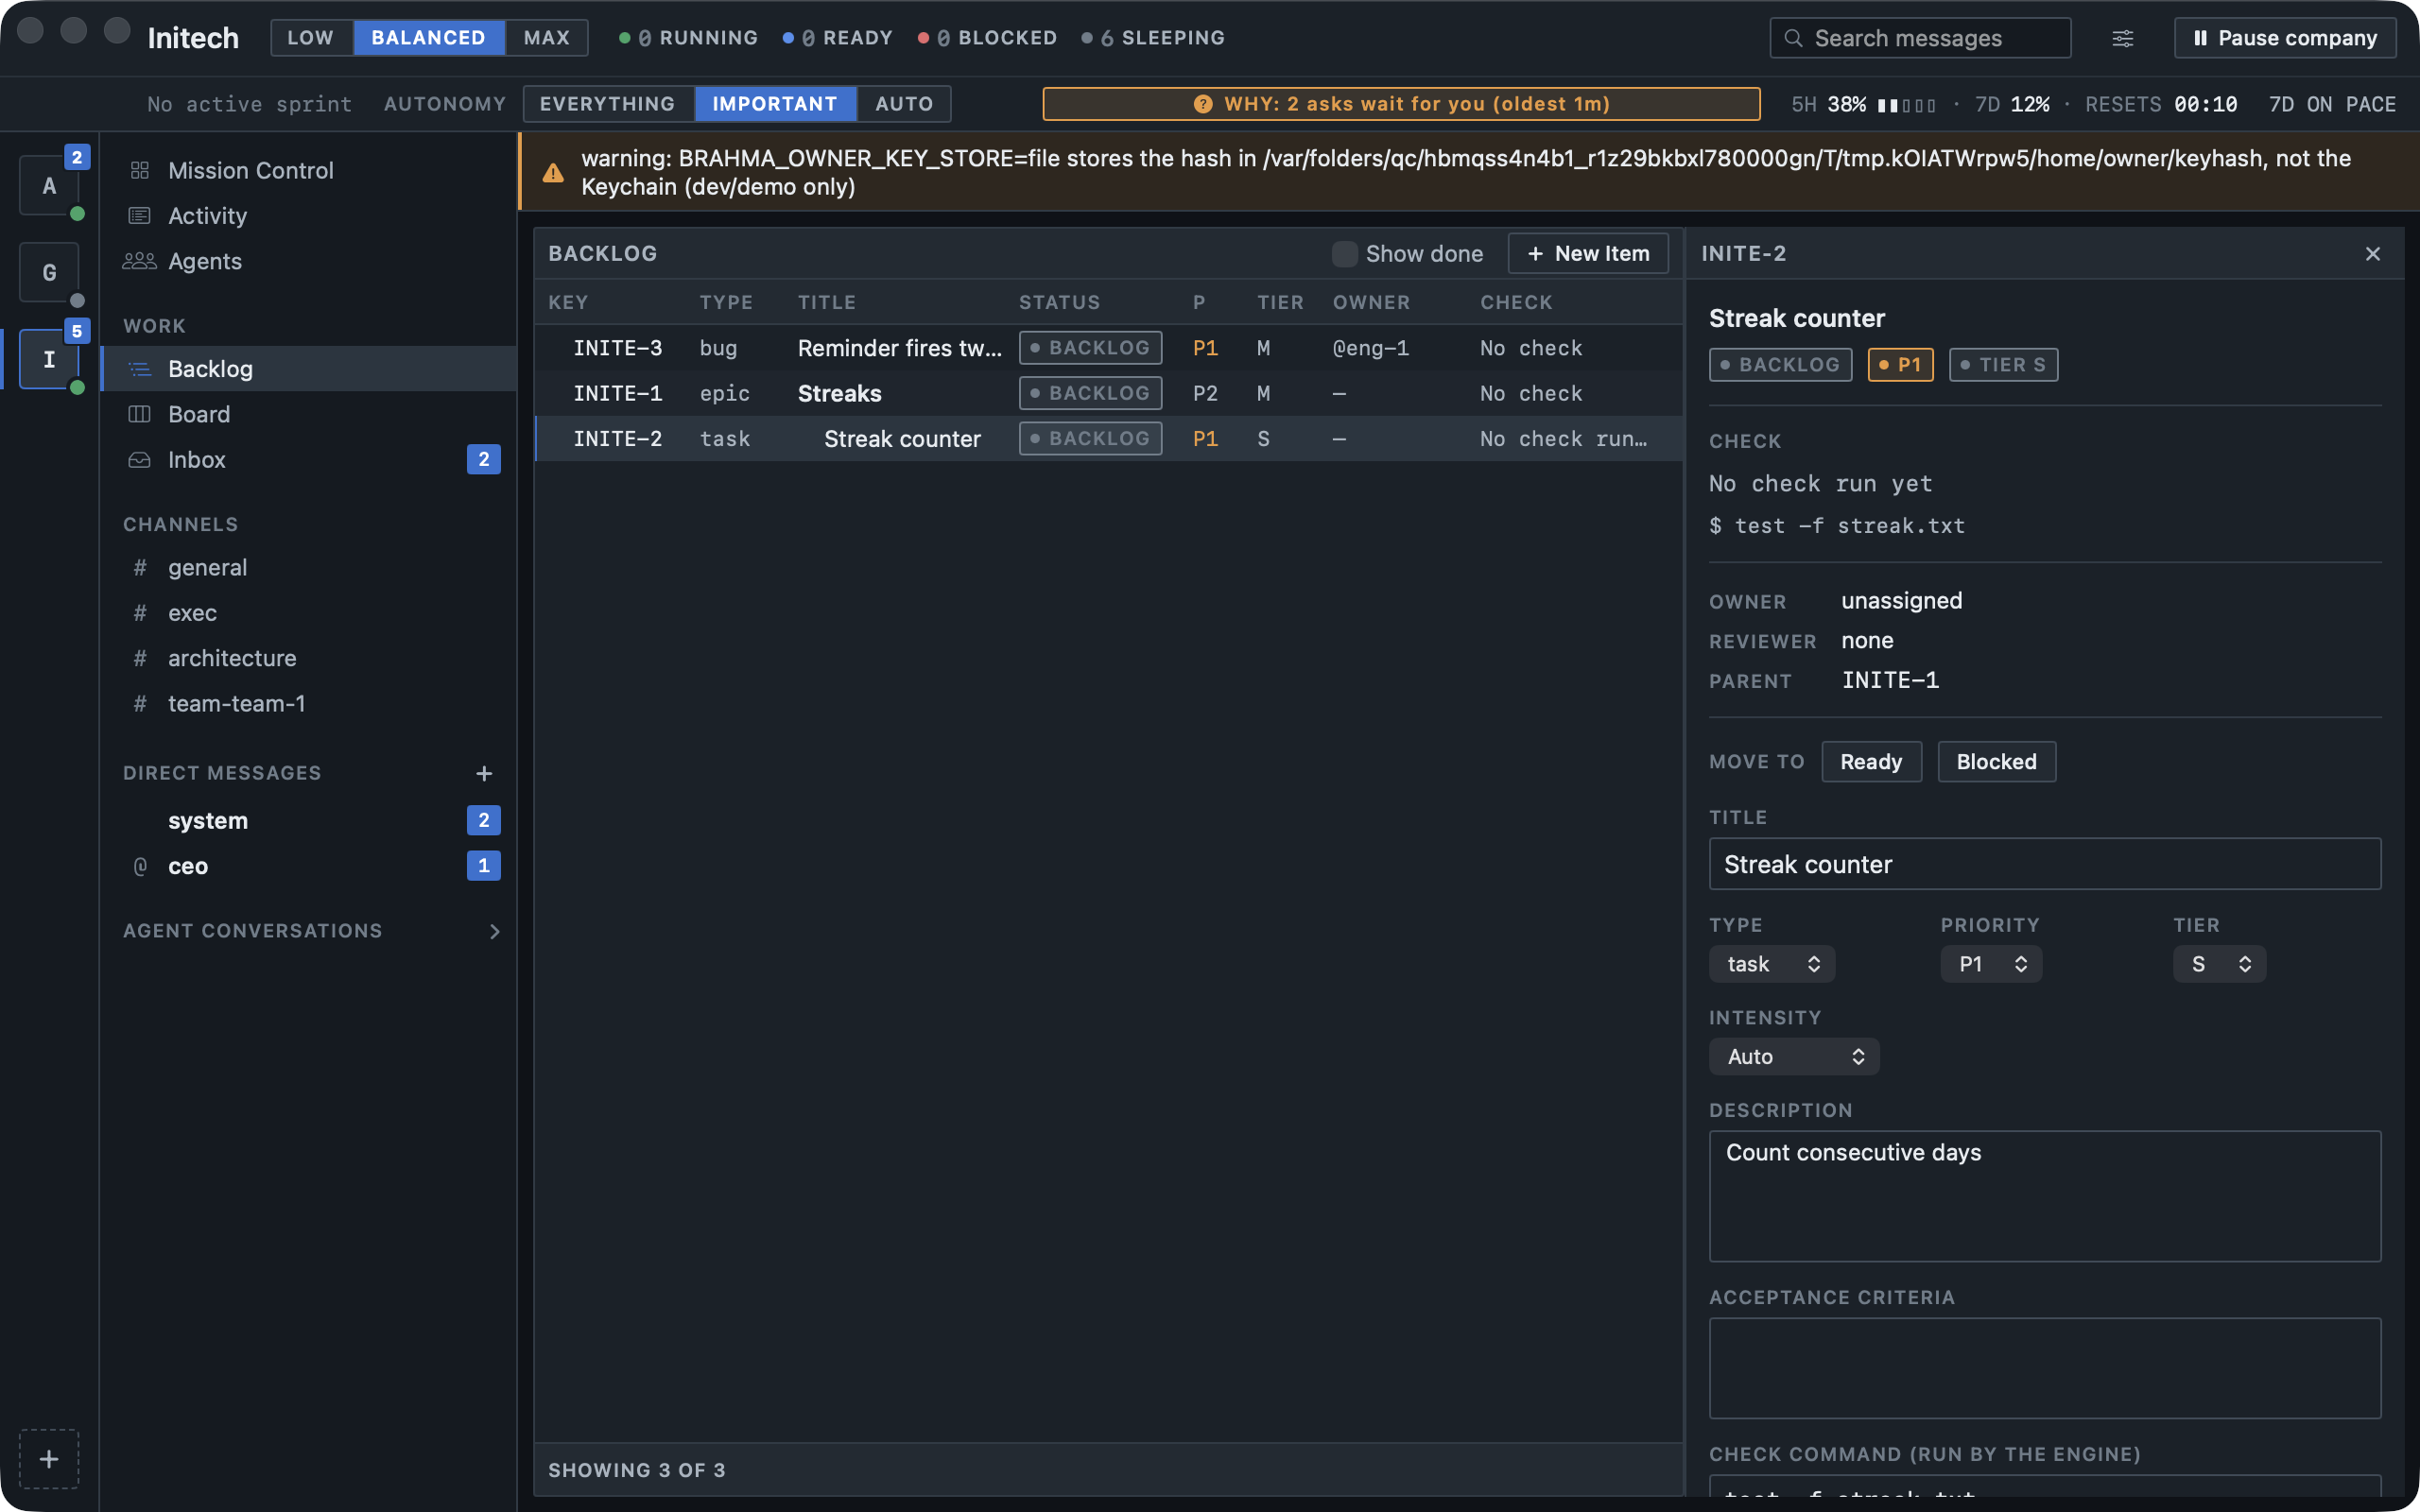 Initech LOW BALANCED MAX 0 RUNNING 0 READY 0 BLOCKED 6 SLEEPING Search messages Pause company
No active sprint AUTONOMY EVERYTHING IMPORTANT AUTO WHY: 2 asks wait for you (oldest 1m) 5H 38% · 7D 12% · RESETS 00:10 7D ON PACE
A 2
G
I 5
+
Mission Control
Activity
Agents
WORK
Backlog
Board
Inbox 2
CHANNELS
# general
# exec
# architecture
# team-team-1
DIRECT MESSAGES +
system 2
@ ceo 1
AGENT CONVERSATIONS
warning: BRAHMA_OWNER_KEY_STORE=file stores the hash in /var/folders/qc/hbmqss4n4b1_r1z29bkbxl780000gn/T/tmp.kOIATWrpw5/home/owner/keyhash, not the
Keychain (dev/demo only)
BACKLOG Show done + New Item
KEY TYPE TITLE STATUS P TIER OWNER CHECK
INITE-3 bug Reminder fires tw... BACKLOG P1 M @eng-1 No check
INITE-1 epic Streaks BACKLOG P2 M — No check
INITE-2 task Streak counter BACKLOG P1 S — No check run…
SHOWING 3 OF 3
INITE-2
Streak counter
BACKLOG P1 TIER S
CHECK
No check run yet
$ test -f streak.txt
OWNER unassigned
REVIEWER none
PARENT INITE-1
MOVE TO Ready Blocked
TITLE
Streak counter
TYPE PRIORITY TIER
task P1 S
INTENSITY
Auto
DESCRIPTION
Count consecutive days
ACCEPTANCE CRITERIA
CHECK COMMAND (RUN BY THE ENGINE)
test -f streak.txt